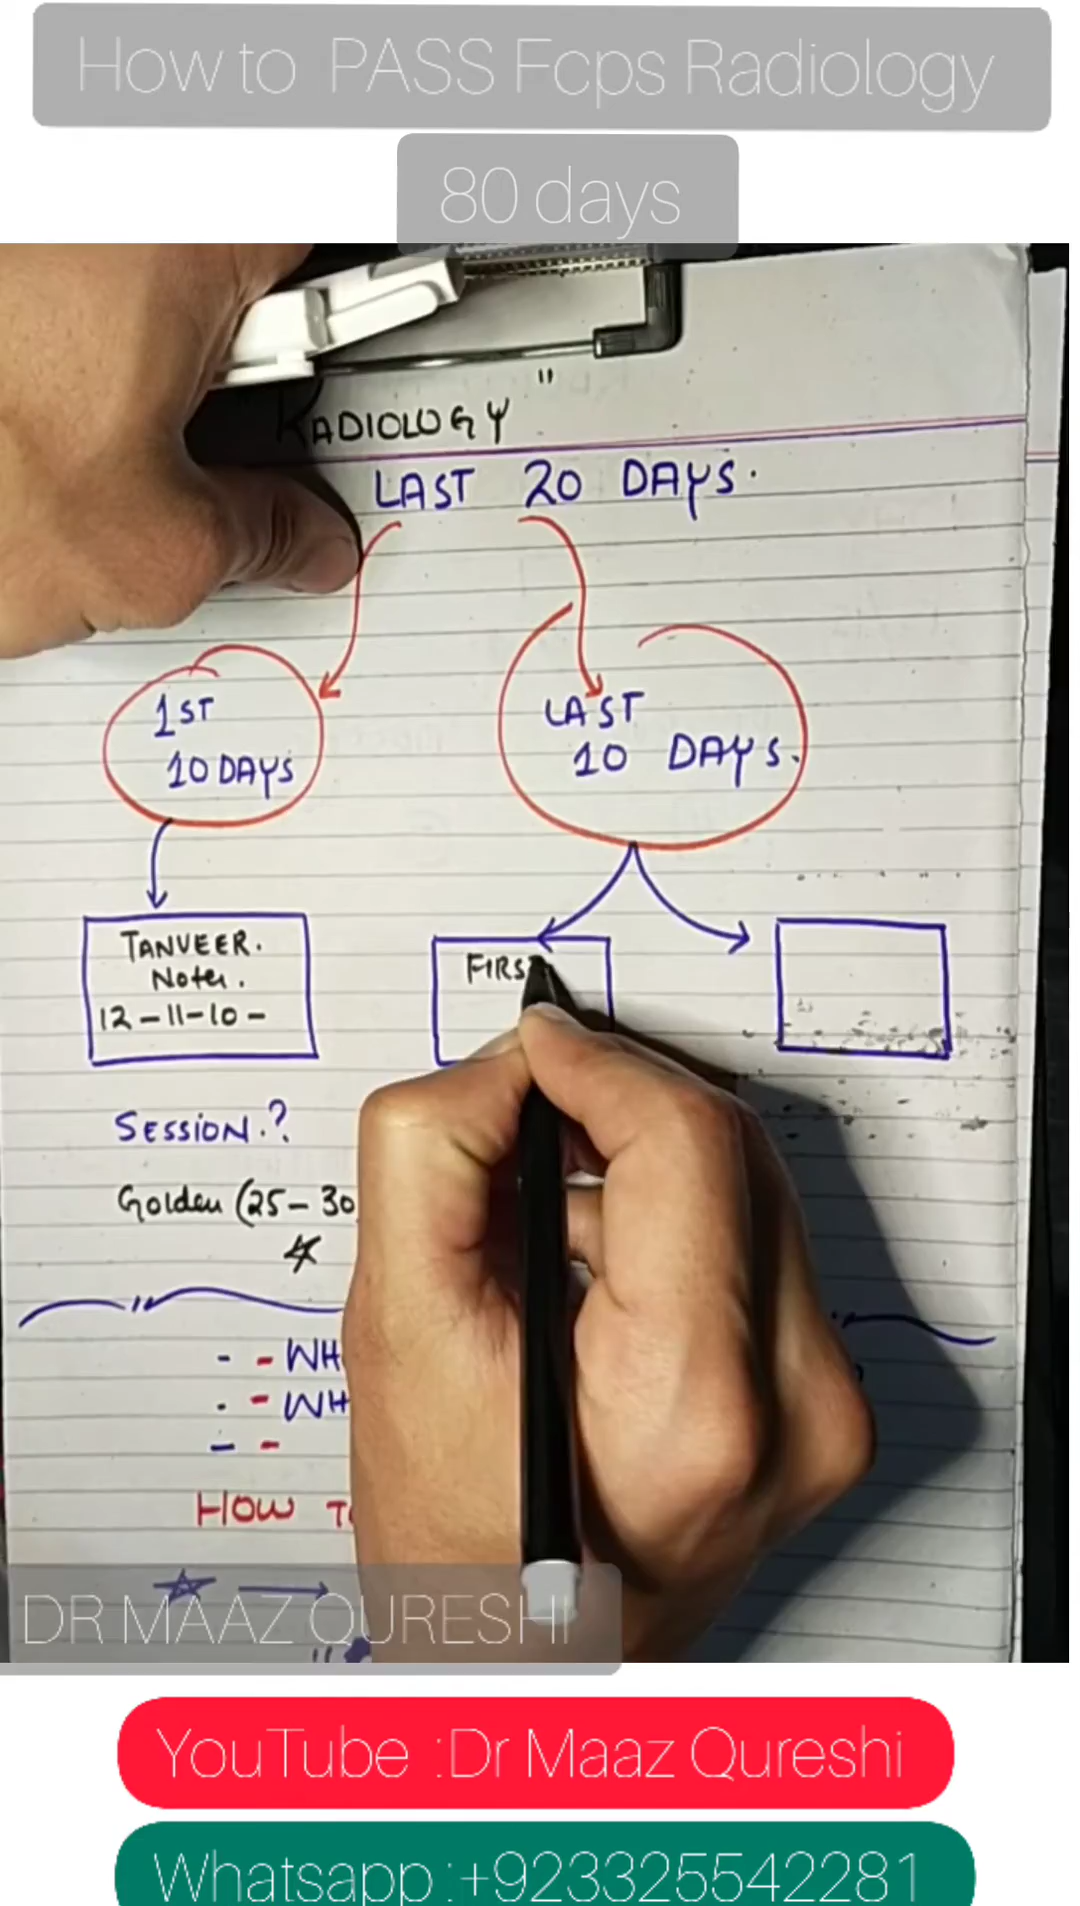 How to PASS Fcps Radiology
80 days
"
RADIOLOGY
LAST 20 DAYS.
1ST
10 DAYS
LAST
10 DAYS.
TANVEER.
Notes.
12-11-10-
FIRST
SESSION.?
Golden (25-30
- - WH
- - WH
- -
HOW TO
DR MAAZ QURESHI
YouTube :Dr Maaz Qureshi
Whatsapp :+923325542281